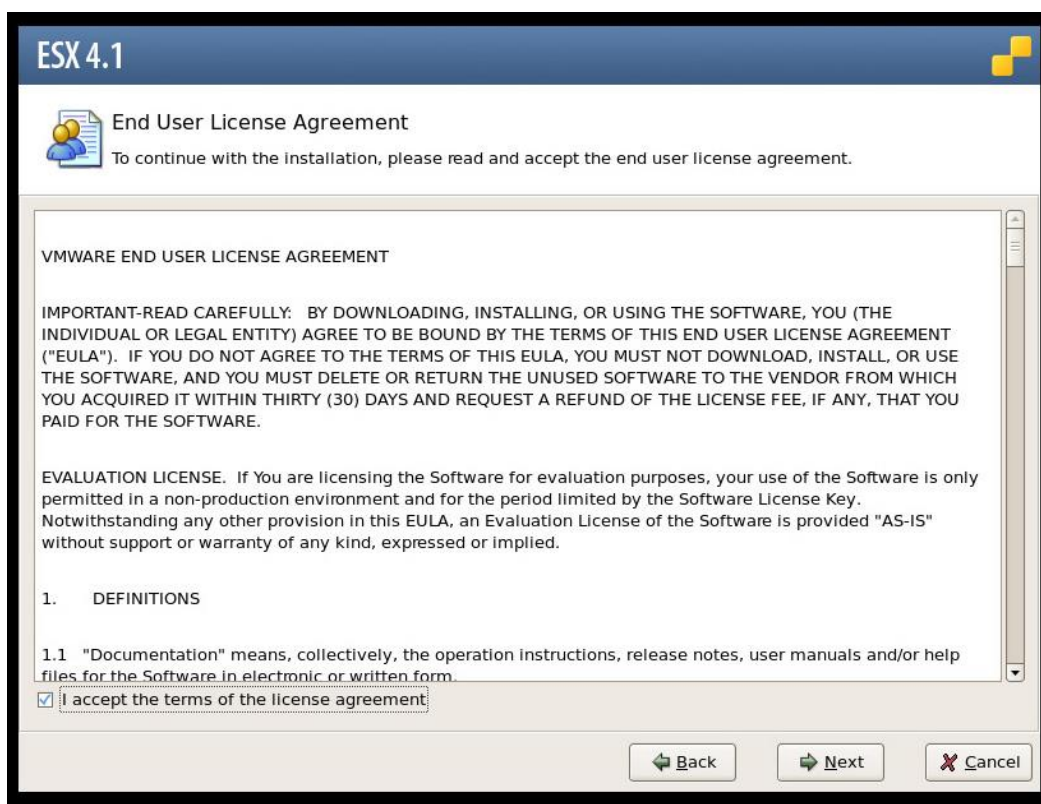 ESX 4.1
End User License Agreement
To continue with the installation, please read and accept the end user license agreement.
VMWARE END USER LICENSE AGREEMENT
IMPORTANT-READ CAREFULLY: BY DOWNLOADING, INSTALLING, OR USING THE SOFTWARE, YOU (THE
INDIVIDUAL OR LEGAL ENTITY) AGREE TO BE BOUND BY THE TERMS OF THIS END USER LICENSE AGREEMENT
("EULA"). IF YOU DO NOT AGREE TO THE TERMS OF THIS EULA, YOU MUST NOT DOWNLOAD, INSTALL, OR USE
THE SOFTWARE, AND YOU MUST DELETE OR RETURN THE UNUSED SOFTWARE TO THE VENDOR FROM WHICH
YOU ACQUIRED IT WITHIN THIRTY (30) DAYS AND REQUEST A REFUND OF THE LICENSE FEE, IF ANY, THAT YOU
PAID FOR THE SOFTWARE.
EVALUATION LICENSE. If You are licensing the Software for evaluation purposes, your use of the Software is only
permitted in a non-production environment and for the period limited by the Software License Key.
Notwithstanding any other provision in this EULA, an Evaluation License of the Software is provided "AS-IS"
without support or warranty of any kind, expressed or implied.
1. DEFINITIONS
1.1 "Documentation" means, collectively, the operation instructions, release notes, user manuals and/or help
files for the Software in electronic or written form.
I accept the terms of the license agreement
Back Next Cancel